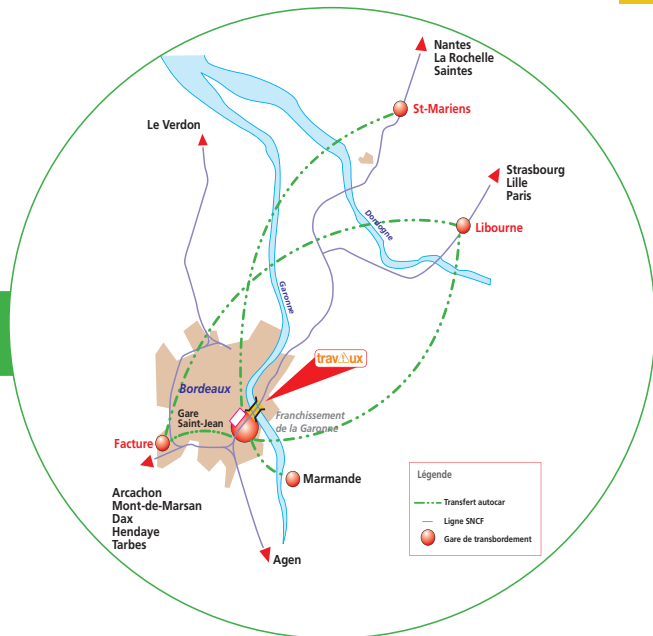 Nantes
La Rochelle
Saintes
St-Mariens
Le Verdon
Strasbourg
Lille
Paris
Libourne
Dordogne
Garonne
travaux
Bordeaux
Gare
Saint-Jean
Franchissement
de la Garonne
Facture
Marmande
Arcachon
Mont-de-Marsan
Dax
Hendaye
Tarbes
Agen
Légende
Transfert autocar
Ligne SNCF
Gare de transbordement